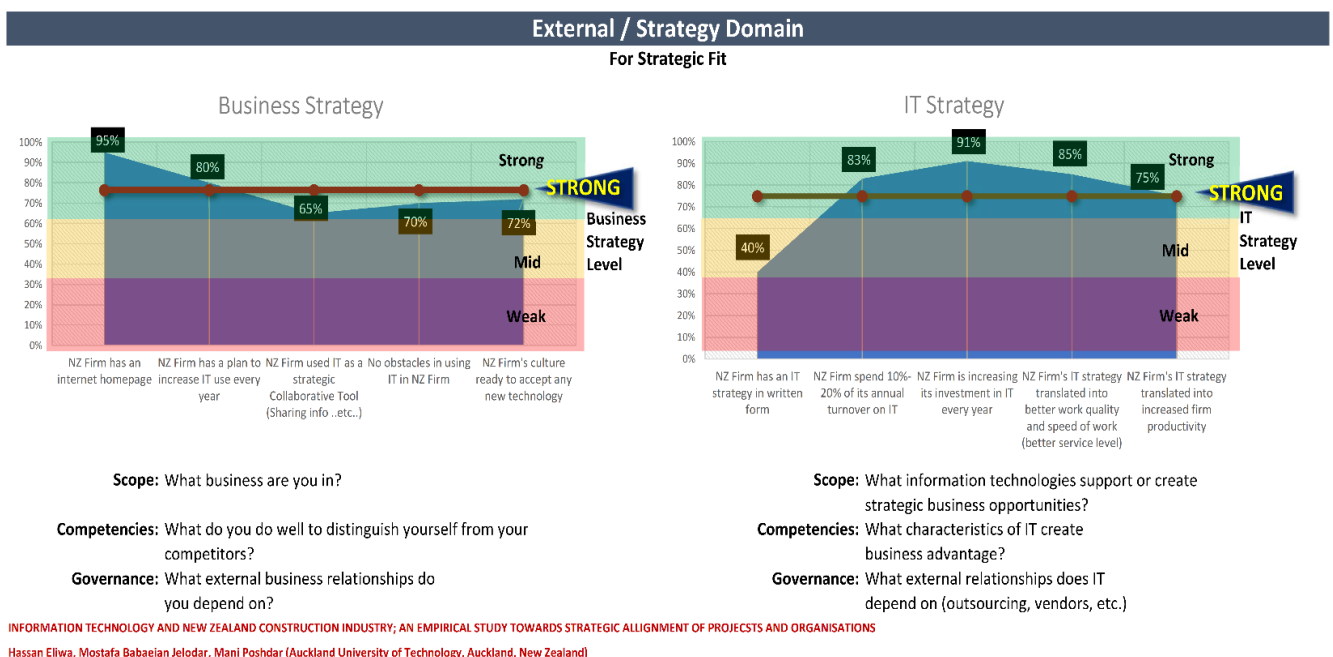 External / Strategy Domain
For Strategic Fit
Business Strategy
100%
90%
80%
70%
60%
50%
40%
30%
20%
10%
0%
95%
80%
65%
70%
72%
Strong
STRONG
Business
Strategy
Level
Mid
Weak
NZ Firm has an
internet homepage
NZ Firm has a plan to
increase IT use every
year
NZ Firm used IT as a
strategic
Collaborative Tool
(Sharing info ..etc..)
No obstacles in using
IT in NZ Firm
NZ Firm's culture
ready to accept any
new technology
IT Strategy
100%
90%
80%
70%
60%
50%
40%
30%
20%
10%
0%
40%
83%
91%
85%
75%
Strong
STRONG
IT
Strategy
Level
Mid
Weak
NZ Firm has an IT
strategy in written
form
NZ Firm spend 10%-
20% of its annual
turnover on IT
NZ Firm is increasing
its investment in IT
every year
NZ Firm's IT strategy
translated into
better work quality
and speed of work
(better service level)
NZ Firm's IT strategy
translated into
increased firm
productivity
Scope: What business are you in?
Competencies: What do you do well to distinguish yourself from your
competitors?
Governance: What external business relationships do
you depend on?
Scope: What information technologies support or create
strategic business opportunities?
Competencies: What characteristics of IT create
business advantage?
Governance: What external relationships does IT
depend on (outsourcing, vendors, etc.)
INFORMATION TECHNOLOGY AND NEW ZEALAND CONSTRUCTION INDUSTRY; AN EMPIRICAL STUDY TOWARDS STRATEGIC ALLIGNMENT OF PROJECSTS AND ORGANISATIONS
Hassan Eliwa, Mostafa Babaeian Jelodar, Mani Poshdar (Auckland University of Technology, Auckland, New Zealand)